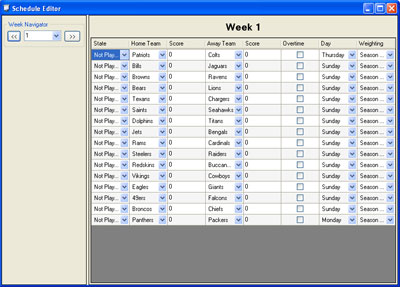 Schedule Editor
Week Navigator
<< 1 >>
Week 1
State Home Team Score Away Team Score Overtime Day Weighting
Not Play... Patriots 0 Colts 0 Thursday Season ...
Not Play... Bills 0 Jaguars 0 Sunday Season ...
Not Play... Browns 0 Ravens 0 Sunday Season ...
Not Play... Bears 0 Lions 0 Sunday Season ...
Not Play... Texans 0 Chargers 0 Sunday Season ...
Not Play... Saints 0 Seahawks 0 Sunday Season ...
Not Play... Dolphins 0 Titans 0 Sunday Season ...
Not Play... Jets 0 Bengals 0 Sunday Season ...
Not Play... Rams 0 Cardinals 0 Sunday Season ...
Not Play... Steelers 0 Raiders 0 Sunday Season ...
Not Play... Redskins 0 Buccan... 0 Sunday Season ...
Not Play... Vikings 0 Cowboys 0 Sunday Season ...
Not Play... Eagles 0 Giants 0 Sunday Season ...
Not Play... 49ers 0 Falcons 0 Sunday Season ...
Not Play... Broncos 0 Chiefs 0 Sunday Season ...
Not Play... Panthers 0 Packers 0 Monday Season ...